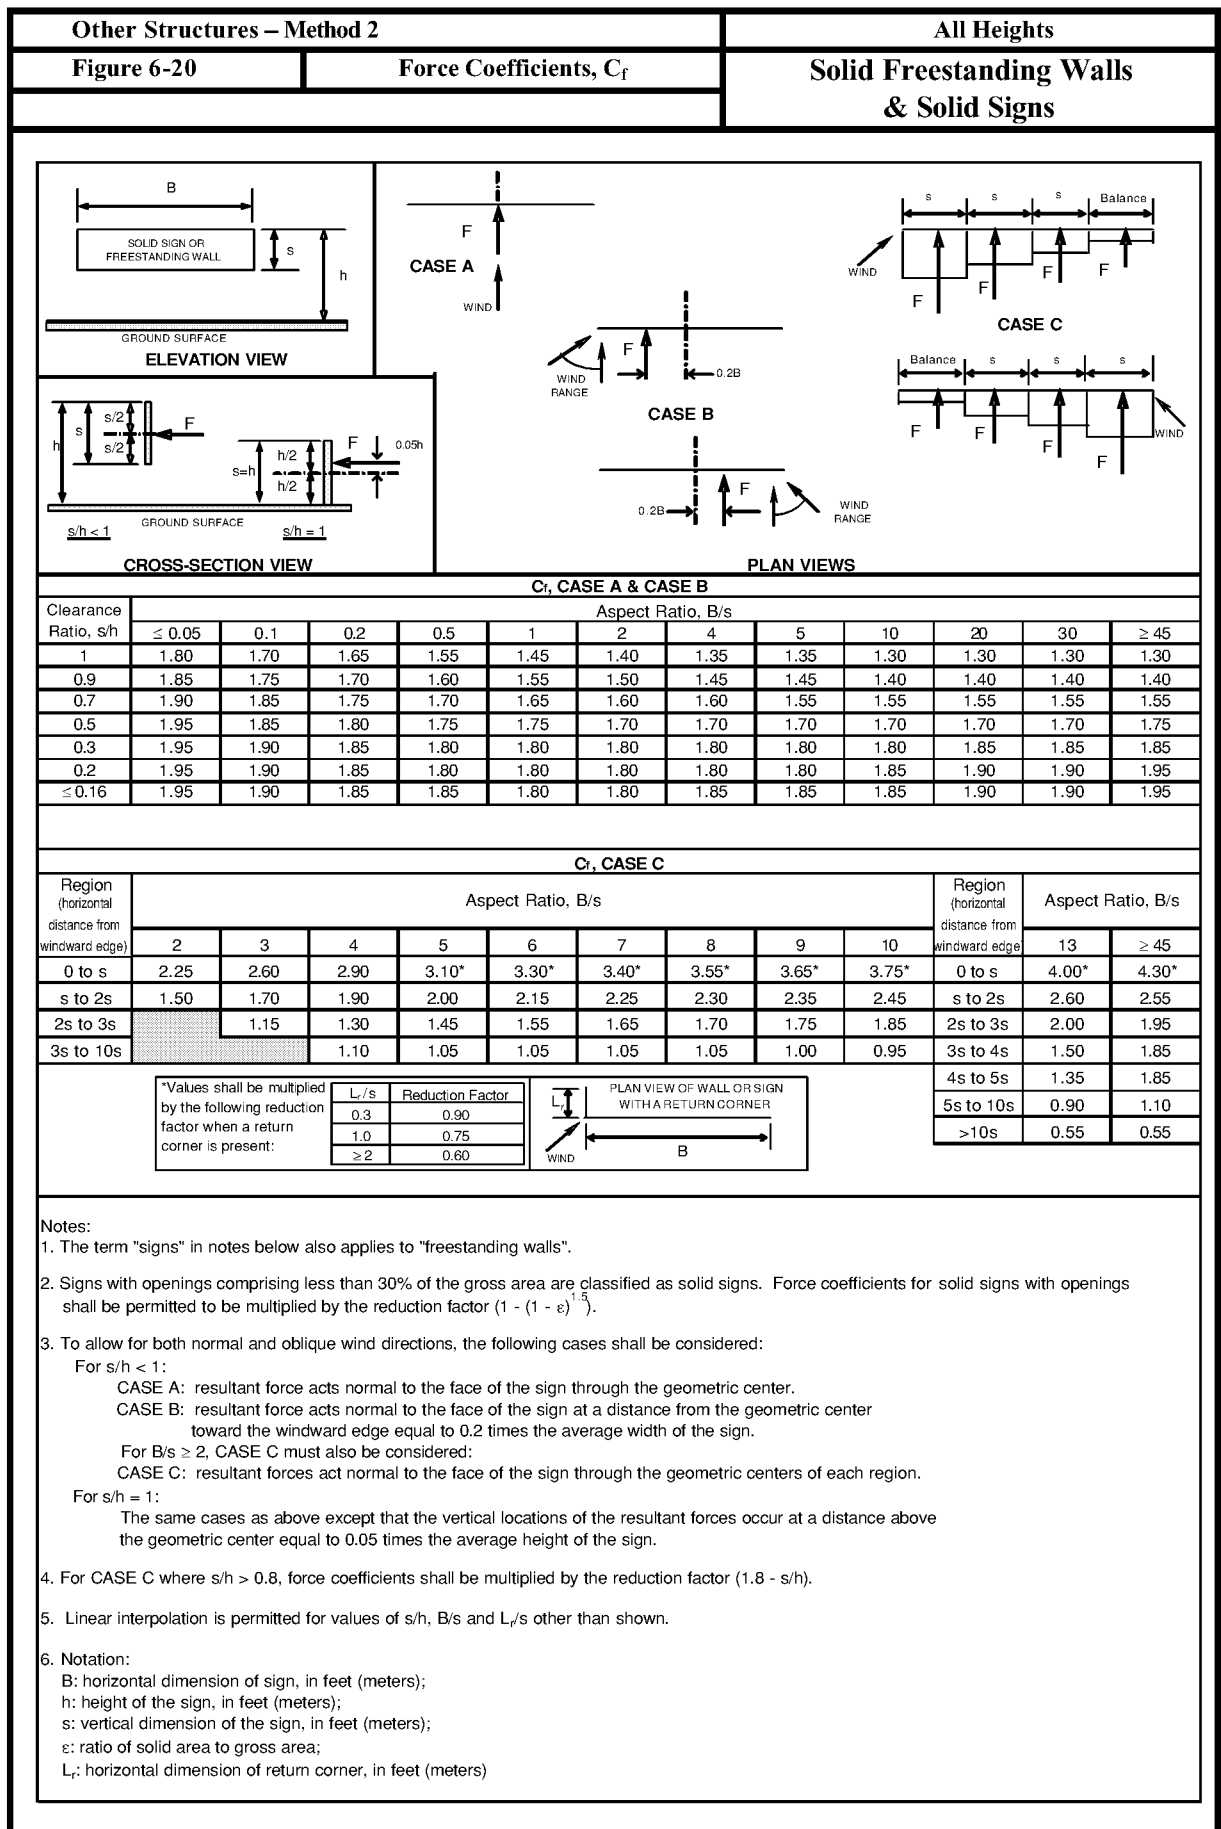 Other Structures – Method 2
All Heights
Figure 6-20
Force Coefficients, Cf
Solid Freestanding Walls
& Solid Signs
B
SOLID SIGN OR
FREESTANDING WALL
s
h
GROUND SURFACE
ELEVATION VIEW
h
s
s/2
s/2
F
s=h
h/2
h/2
F
0.05h
GROUND SURFACE
s/h < 1
s/h = 1
CROSS-SECTION VIEW
F
CASE A
WIND
F
WIND
RANGE
0.2B
CASE B
0.2B
F
WIND
RANGE
s s s Balance
WIND
F F F F
CASE C
Balance s s s
F F F F
WIND
PLAN VIEWS
Cf, CASE A & CASE B
Clearance
Ratio, s/h
Aspect Ratio, B/s
≤ 0.05 0.1 0.2 0.5 1 2 4 5 10 20 30 ≥ 45
1 1.80 1.70 1.65 1.55 1.45 1.40 1.35 1.35 1.30 1.30 1.30 1.30
0.9 1.85 1.75 1.70 1.60 1.55 1.50 1.45 1.45 1.40 1.40 1.40 1.40
0.7 1.90 1.85 1.75 1.70 1.65 1.60 1.60 1.55 1.55 1.55 1.55 1.55
0.5 1.95 1.85 1.80 1.75 1.75 1.70 1.70 1.70 1.70 1.70 1.70 1.75
0.3 1.95 1.90 1.85 1.80 1.80 1.80 1.80 1.80 1.80 1.85 1.85 1.85
0.2 1.95 1.90 1.85 1.80 1.80 1.80 1.80 1.80 1.85 1.90 1.90 1.95
≤ 0.16 1.95 1.90 1.85 1.85 1.80 1.80 1.85 1.85 1.85 1.90 1.90 1.95
Cf, CASE C
Region
(horizontal
distance from
windward edge)
Aspect Ratio, B/s
2 3 4 5 6 7 8 9 10
Region
(horizontal
distance from
windward edge
Aspect Ratio, B/s
13 ≥ 45
0 to s 2.25 2.60 2.90 3.10* 3.30* 3.40* 3.55* 3.65* 3.75* 0 to s 4.00* 4.30*
s to 2s 1.50 1.70 1.90 2.00 2.15 2.25 2.30 2.35 2.45 s to 2s 2.60 2.55
2s to 3s 1.15 1.30 1.45 1.55 1.65 1.70 1.75 1.85 2s to 3s 2.00 1.95
3s to 10s 1.10 1.05 1.05 1.05 1.05 1.00 0.95 3s to 4s 1.50 1.85
4s to 5s 1.35 1.85
5s to 10s 0.90 1.10
>10s 0.55 0.55
*Values shall be multiplied
by the following reduction
factor when a return
corner is present:
Lr/s Reduction Factor
0.3 0.90
1.0 0.75
≥ 2 0.60
Lr
PLAN VIEW OF WALL OR SIGN
WITH A RETURN CORNER
WIND
B
Notes:
1. The term "signs" in notes below also applies to "freestanding walls".
2. Signs with openings comprising less than 30% of the gross area are classified as solid signs. Force coefficients for solid signs with openings
shall be permitted to be multiplied by the reduction factor (1 - (1 - ε)^1.5).
3. To allow for both normal and oblique wind directions, the following cases shall be considered:
For s/h < 1:
CASE A: resultant force acts normal to the face of the sign through the geometric center.
CASE B: resultant force acts normal to the face of the sign at a distance from the geometric center
toward the windward edge equal to 0.2 times the average width of the sign.
For B/s ≥ 2, CASE C must also be considered:
CASE C: resultant forces act normal to the face of the sign through the geometric centers of each region.
For s/h = 1:
The same cases as above except that the vertical locations of the resultant forces occur at a distance above
the geometric center equal to 0.05 times the average height of the sign.
4. For CASE C where s/h > 0.8, force coefficients shall be multiplied by the reduction factor (1.8 - s/h).
5. Linear interpolation is permitted for values of s/h, B/s and Lr/s other than shown.
6. Notation:
B: horizontal dimension of sign, in feet (meters);
h: height of the sign, in feet (meters);
s: vertical dimension of the sign, in feet (meters);
ε: ratio of solid area to gross area;
Lr: horizontal dimension of return corner, in feet (meters)